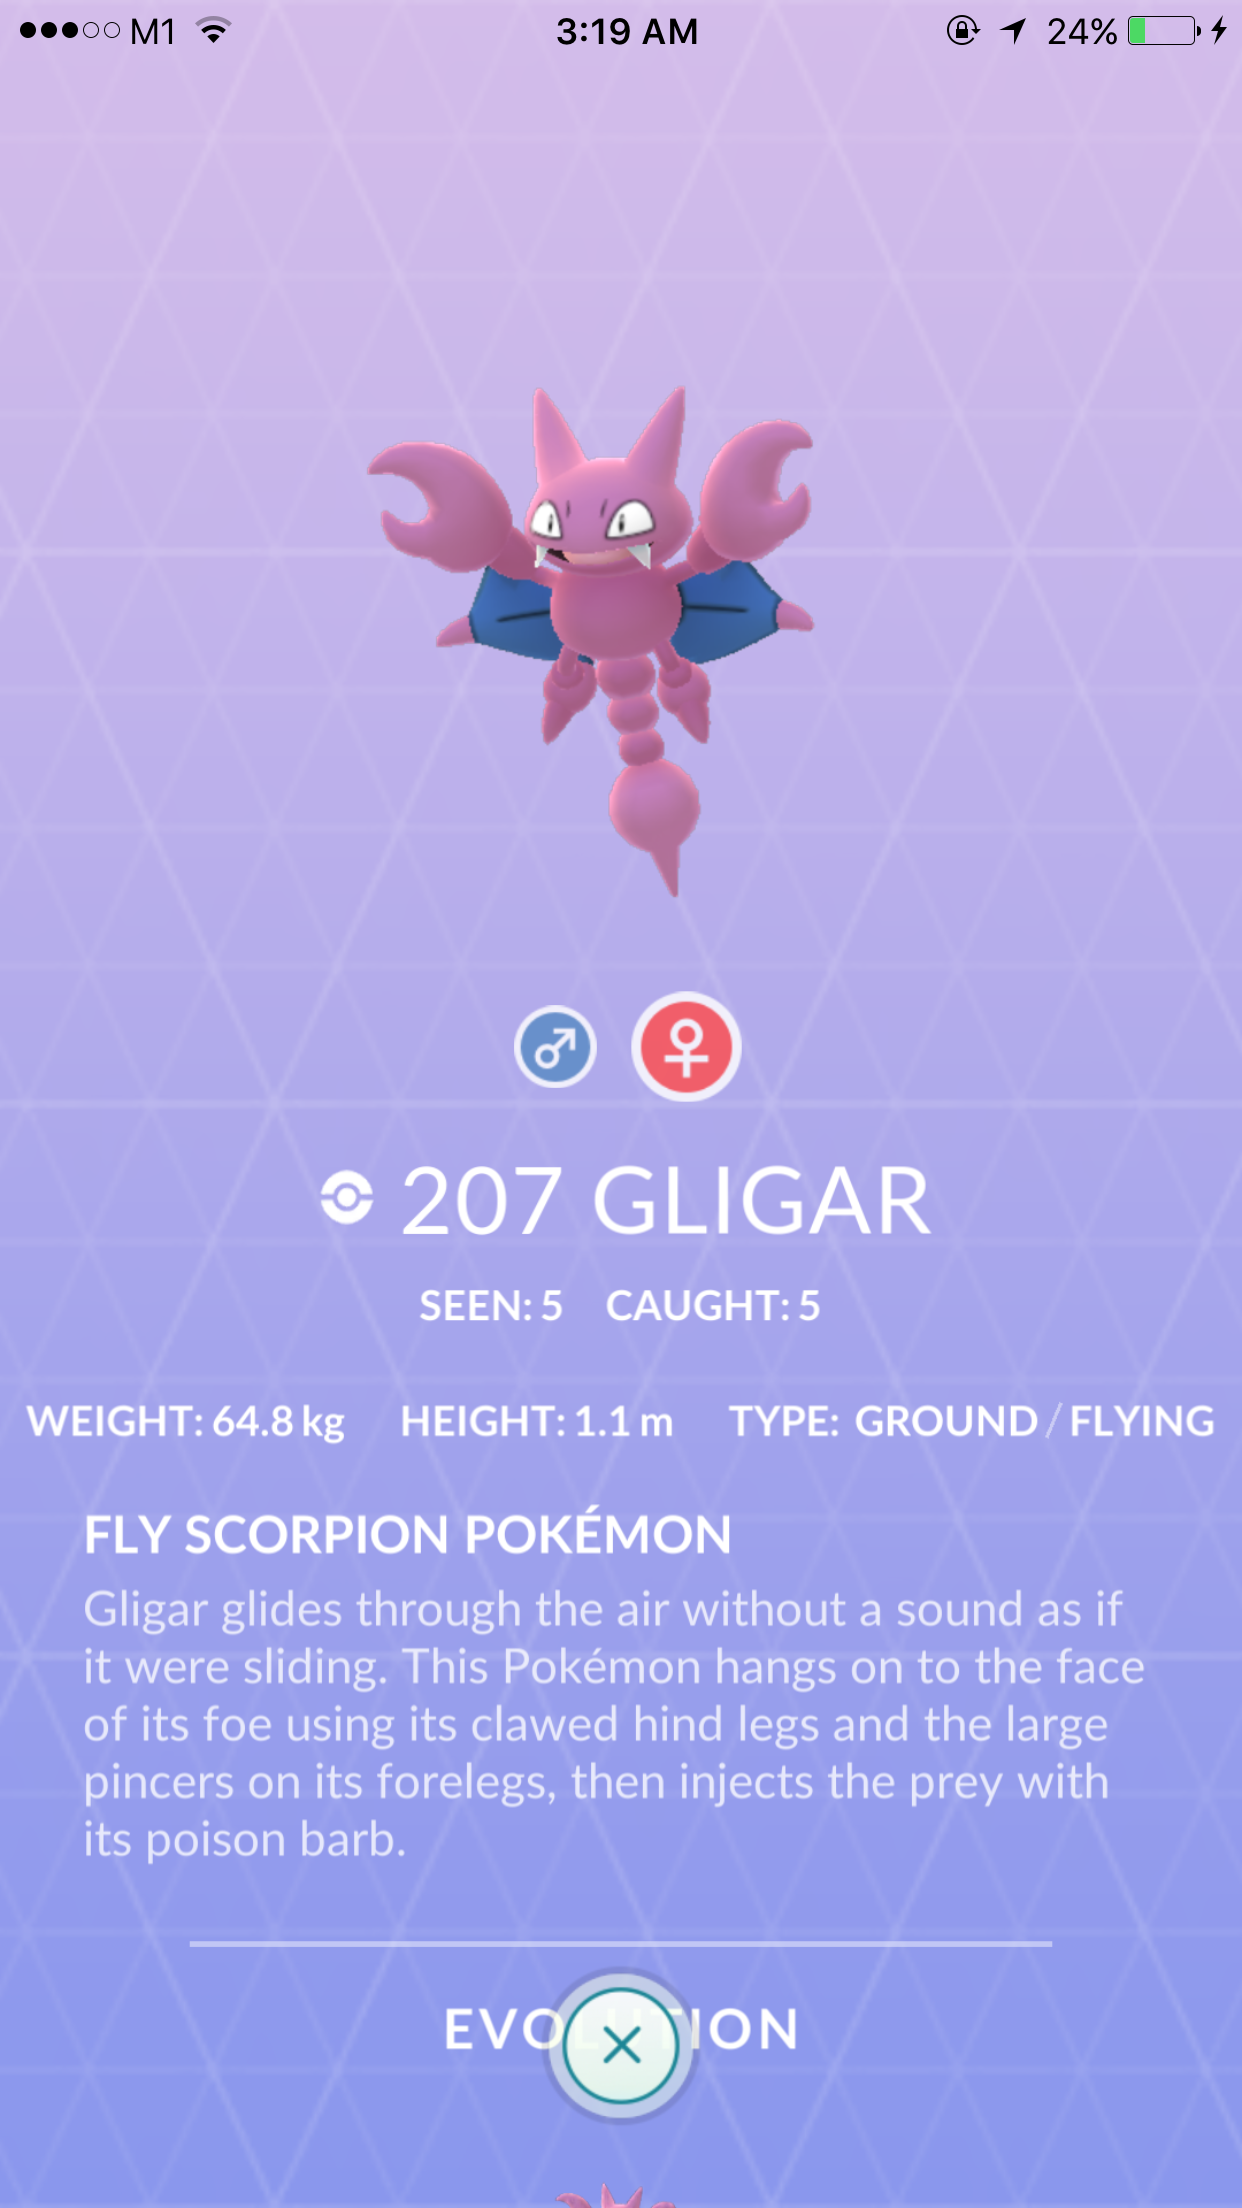 M1 3:19 AM 24%
207 GLIGAR
SEEN: 5 CAUGHT: 5
WEIGHT: 64.8 kg HEIGHT: 1.1 m TYPE: GROUND / FLYING
FLY SCORPION POKÉMON
Gligar glides through the air without a sound as if
it were sliding. This Pokémon hangs on to the face
of its foe using its clawed hind legs and the large
pincers on its forelegs, then injects the prey with
its poison barb.
EVOLUTION